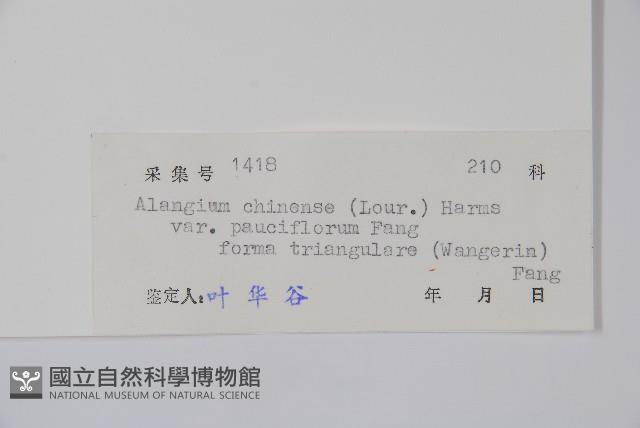 采集号 1418 210 科
Alangium chinense (Lour.) Harms
var. pauciflorum Fang
forma triangulare (Wangerin)
Fang
鉴定人:叶华谷 年 月 日
國立自然科學博物館
NATIONAL MUSEUM OF NATURAL SCIENCE